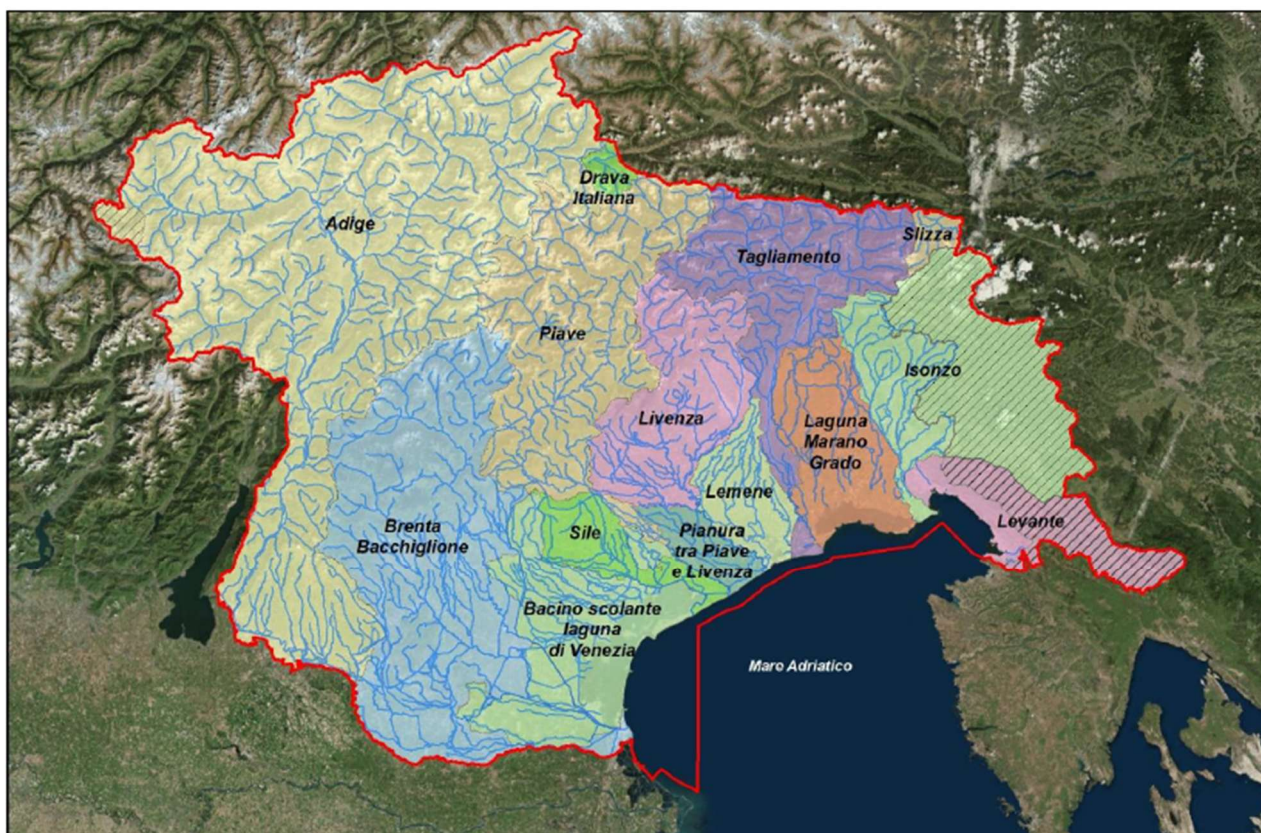 Drava
Italiana
Adige
Slizza
Tagliamento
Piave
Isonzo
Livenza
Laguna
Marano
Grado
Lemene
Brenta
Bacchiglione
Sile
Pianura
tra Piave
e Livenza
Levante
Bacino scolante
laguna
di Venezia
Mare Adriatico